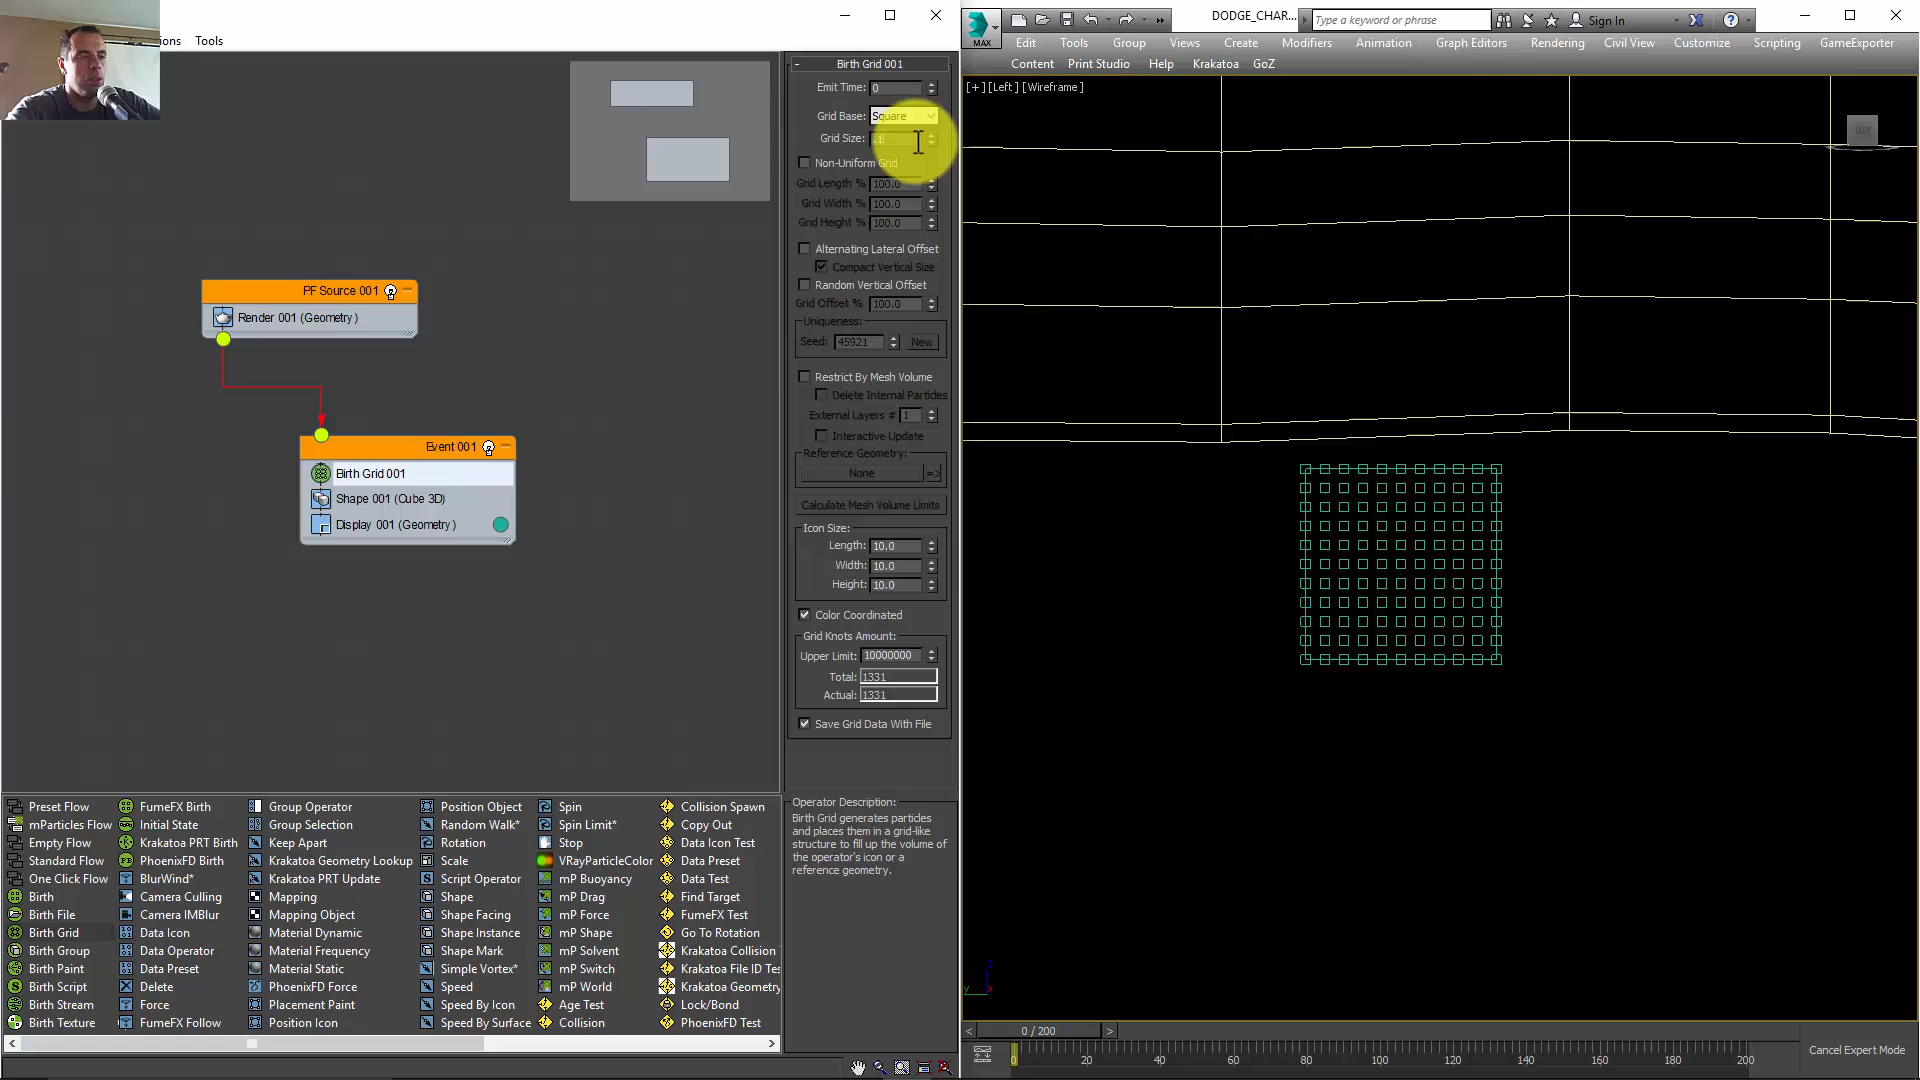 ions Tools
Birth Grid 001
Emit Time: 0
Grid Base: Square
Grid Size: .1
Non-Uniform Grid
Grid Length % 100.0
Grid Width % 100.0
Grid Height % 100.0
Alternating Lateral Offset
Compact Vertical Size
Random Vertical Offset
Grid Offset % 100.0
Uniqueness:
Seed: 45921 New
Restrict By Mesh Volume
Delete Internal Particles
External Layers # 1
Interactive Update
Reference Geometry:
None =>
Calculate Mesh Volume Limits
Icon Size:
Length: 10.0
Width: 10.0
Height: 10.0
Color Coordinated
Grid Knots Amount:
Upper Limit: 10000000
Total: 1331
Actual: 1331
Save Grid Data With File
Operator Description:
Birth Grid generates particles
and places them in a grid-like
structure to fill up the volume
of the operator's icon or a
reference geometry.
PF Source 001
Render 001 (Geometry)
Event 001
Birth Grid 001
Shape 001 (Cube 3D)
Display 001 (Geometry)
Preset Flow FumeFX Birth Group Operator Position Object Spin Collision Spawn
mParticles Flow Initial State Group Selection Random Walk* Spin Limit* Copy Out
Empty Flow Krakatoa PRT Birth Keep Apart Rotation Stop Data Icon Test
Standard Flow PhoenixFD Birth Krakatoa Geometry Lookup Scale VRayParticleColor Data Preset
One Click Flow BlurWind* Krakatoa PRT Update Script Operator mP Buoyancy Data Test
Birth Camera Culling Mapping Shape mP Drag Find Target
Birth File Camera IMBlur Mapping Object Shape Facing mP Force FumeFX Test
Birth Grid Data Icon Material Dynamic Shape Instance mP Shape Go To Rotation
Birth Group Data Operator Material Frequency Shape Mark mP Solvent Krakatoa Collision
Birth Paint Data Preset Material Static Simple Vortex* mP Switch Krakatoa File ID Te
Birth Script Delete PhoenixFD Force Speed mP World Krakatoa Geometry
Birth Stream Force Placement Paint Speed By Icon Age Test Lock/Bond
Birth Texture FumeFX Follow Position Icon Speed By Surface Collision PhoenixFD Test
MAX DODGE_CHAR... Type a keyword or phrase Sign In
Edit Tools Group Views Create Modifiers Animation Graph Editors Rendering Civil View Customize Scripting GameExporter
Content Print Studio Help Krakatoa GoZ
[+] [Left] [Wireframe]
LEFT
z
y
< 0 / 200 >
0 20 40 60 80 100 120 140 160 180 200
Cancel Expert Mode